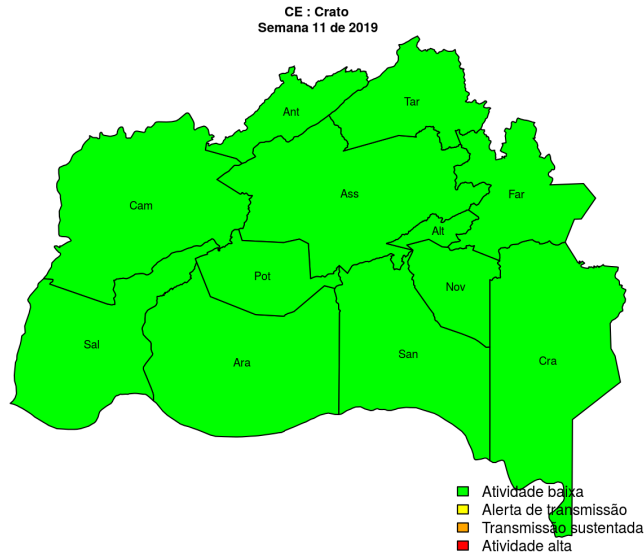 CE : Crato
Semana 11 de 2019
Tar
Ant
Ass
Far
Cam
Alt
Pot
Nov
Sal
San
Ara
Cra
Atividade baixa
Alerta de transmissão
Transmissão sustentada
Atividade alta